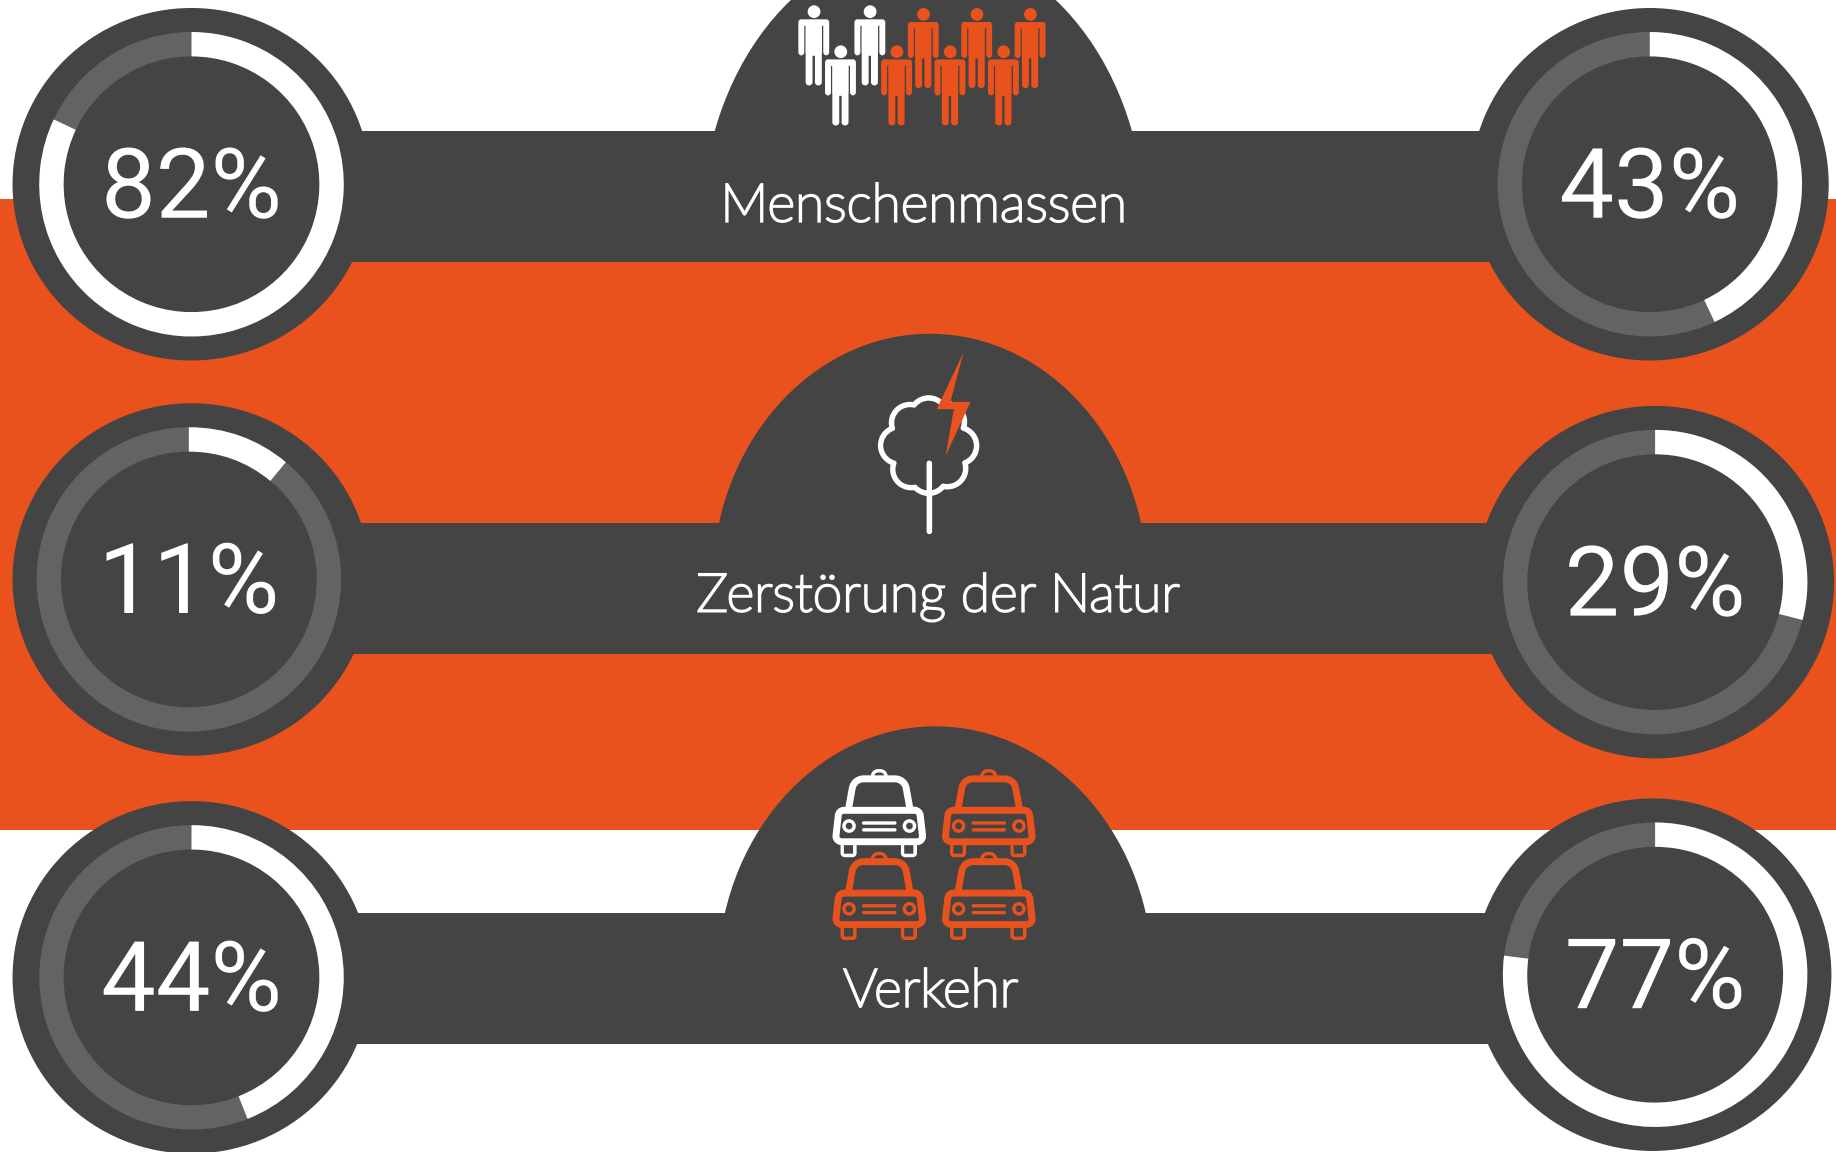 82%
Menschenmassen
43%
11%
Zerstörung der Natur
29%
44%
Verkehr
77%